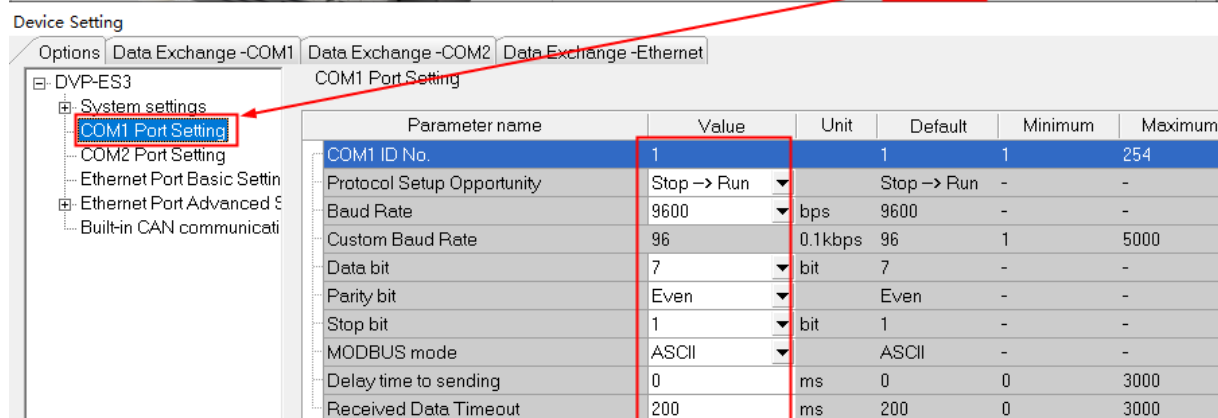 Device Setting
Options Data Exchange -COM1 Data Exchange -COM2 Data Exchange -Ethernet
DVP-ES3
System settings
COM1 Port Setting
COM2 Port Setting
Ethernet Port Basic Settin
Ethernet Port Advanced S
Built-in CAN communicati
COM1 Port Setting
Parameter name Value Unit Default Minimum Maximum
COM1 ID No. 1 1 1 254
Protocol Setup Opportunity Stop -> Run Stop -> Run - -
Baud Rate 9600 bps 9600 - -
Custom Baud Rate 96 0.1kbps 96 1 5000
Data bit 7 bit 7 - -
Parity bit Even Even - -
Stop bit 1 bit 1 - -
MODBUS mode ASCII ASCII - -
Delay time to sending 0 ms 0 0 3000
Received Data Timeout 200 ms 200 0 3000